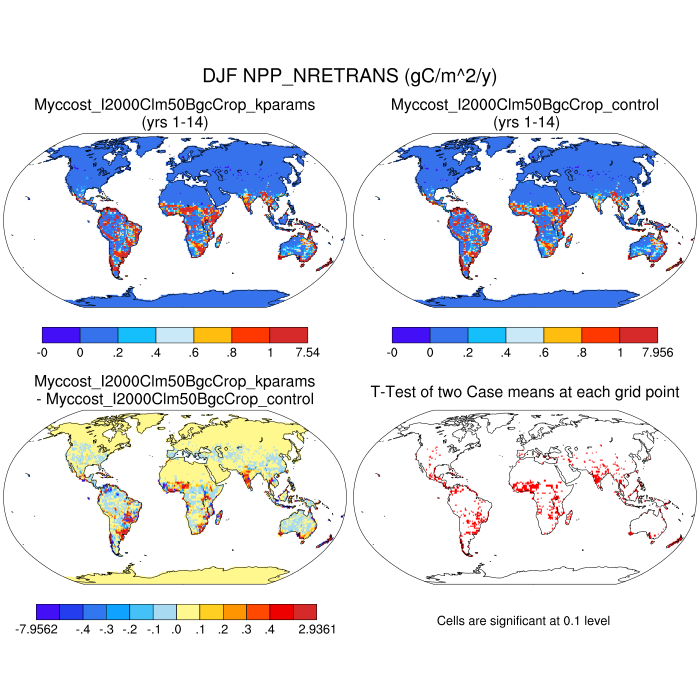 DJF NPP_NRETRANS (gC/m^2/y)
Myccost_I2000Clm50BgcCrop_kparams
(yrs 1-14)
Myccost_I2000Clm50BgcCrop_control
(yrs 1-14)
-0 0 .2 .4 .6 .8 1 7.54
-0 0 .2 .4 .6 .8 1 7.956
Myccost_I2000Clm50BgcCrop_kparams
- Myccost_I2000Clm50BgcCrop_control
T-Test of two Case means at each grid point
-7.9562 -.4 -.3 -.2 -.1 .0 .1 .2 .3 .4 2.9361
Cells are significant at 0.1 level